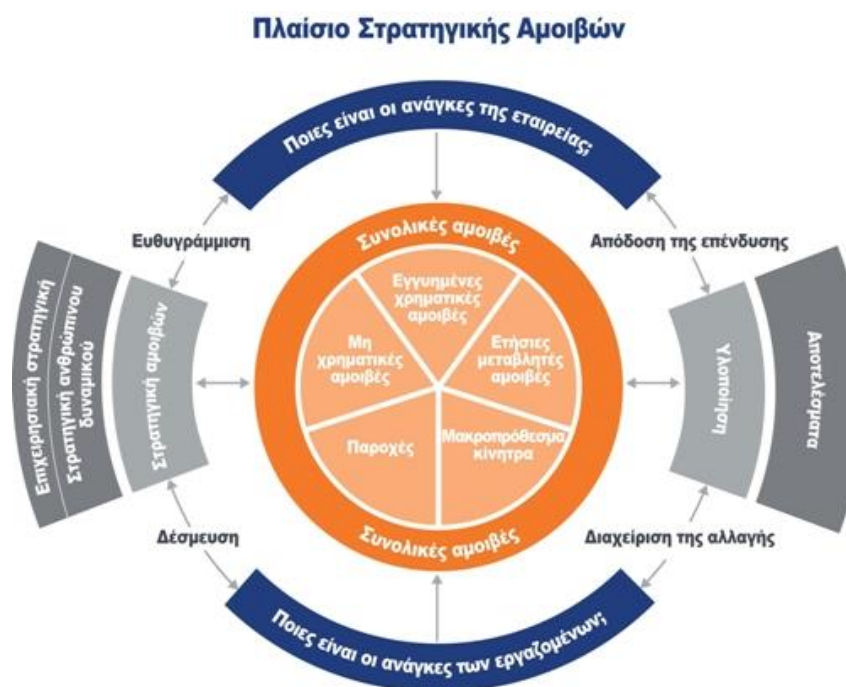 Πλαίσιο Στρατηγικής Αμοιβών
Ποιες είναι οι ανάγκες της εταιρείας;
Ευθυγράμμιση
Απόδοση της επένδυσης
Επιχειρησιακή στρατηγική
Στρατηγική ανθρώπινου
δυναμικού
Στρατηγική αμοιβών
Συνολικές αμοιβές
Εγγυημένες
χρηματικές
αμοιβές
Μη
χρηματικές
αμοιβές
Ετήσιες
μεταβλητές
αμοιβές
Παροχές
Μακροπρόθεσμα
κίνητρα
Συνολικές αμοιβές
Υλοποίηση
Αποτελέσματα
Δέσμευση
Διαχείριση της αλλαγής
Ποιες είναι οι ανάγκες των εργαζομένων;